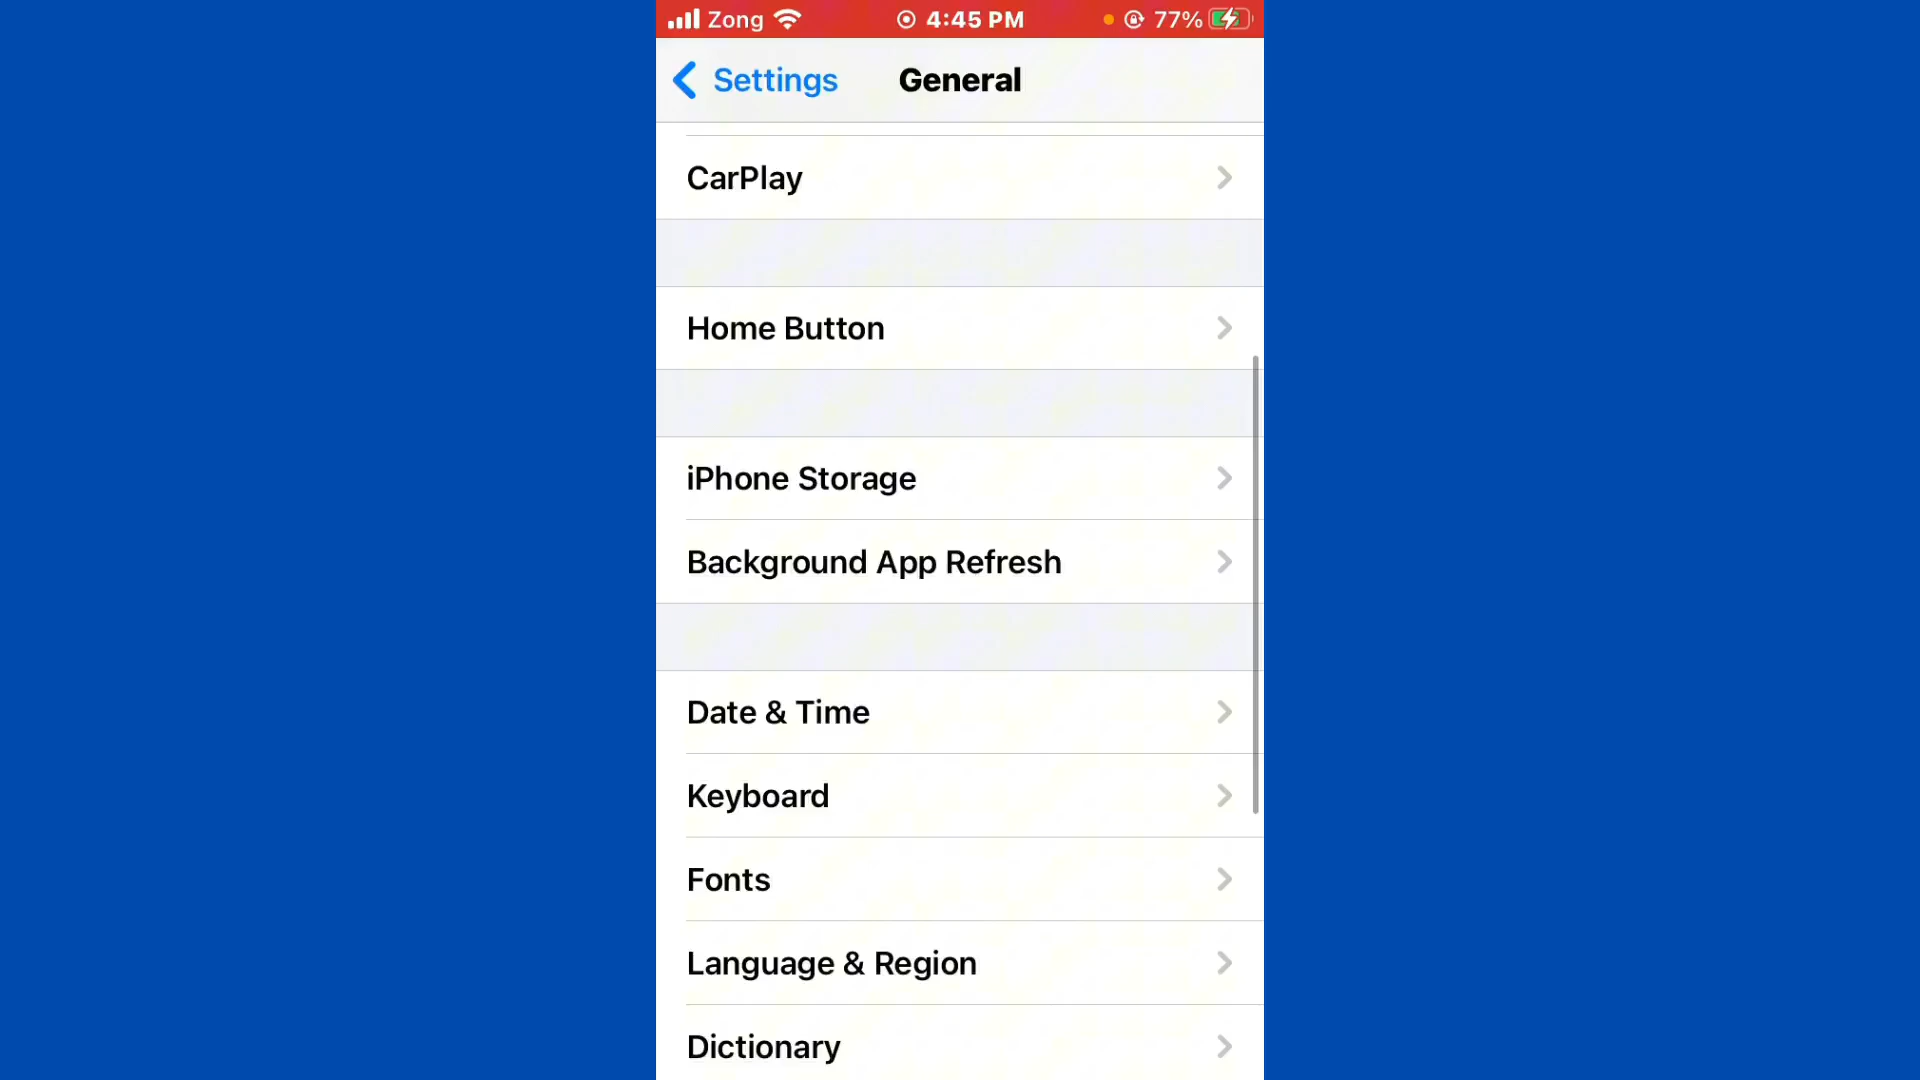 Zong 4:45 PM 77%
Settings General
CarPlay
Home Button
iPhone Storage
Background App Refresh
Date & Time
Keyboard
Fonts
Language & Region
Dictionary